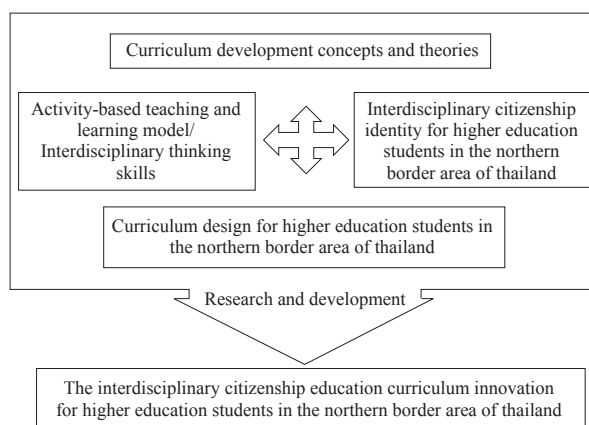 Curriculum development concepts and theories
Activity-based teaching and
learning model/
Interdisciplinary thinking
skills
Interdisciplinary citizenship
identity for higher education
students in the northern
border area of thailand
Curriculum design for higher education students in
the northern border area of thailand
Research and development
The interdisciplinary citizenship education curriculum innovation
for higher education students in the northern border area of thailand